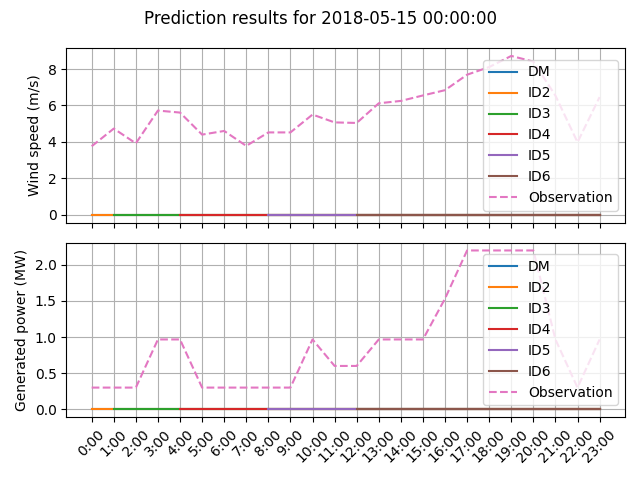 Prediction results for 2018-05-15 00:00:00
Wind speed (m/s)
8
6
4
2
0
DM
ID2
ID3
ID4
ID5
ID6
Observation
Generated power (MW)
2.0
1.5
1.0
0.5
0.0
DM
ID2
ID3
ID4
ID5
ID6
Observation
0:00 1:00 2:00 3:00 4:00 5:00 6:00 7:00 8:00 9:00 10:00 11:00 12:00 13:00 14:00 15:00 16:00 17:00 18:00 19:00 20:00 21:00 22:00 23:00